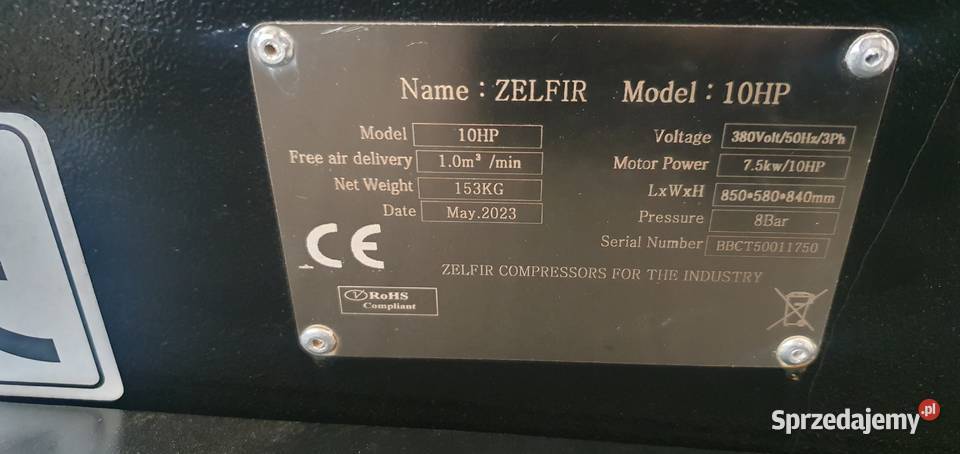 Name : ZELFIR Model : 10HP
Model 10HP
Free air delivery 1.0m³ /min
Net Weight 153KG
Date May.2023
Voltage 380Volt/50Hz/3Ph
Motor Power 7.5kw/10HP
LxWxH 850*580*840mm
Pressure 8Bar
Serial Number BBCT50011750
CE
ZELFIR COMPRESSORS FOR THE INDUSTRY
RoHS
Compliant
Sprzedajemy.pl